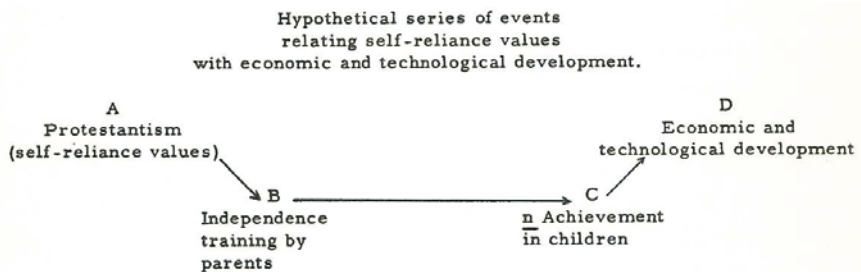 Hypothetical series of events
relating self-reliance values
with economic and technological development.
A
Protestantism
(self-reliance values)
D
Economic and
technological development
B
Independence
training by
parents
C
n Achievement
in children